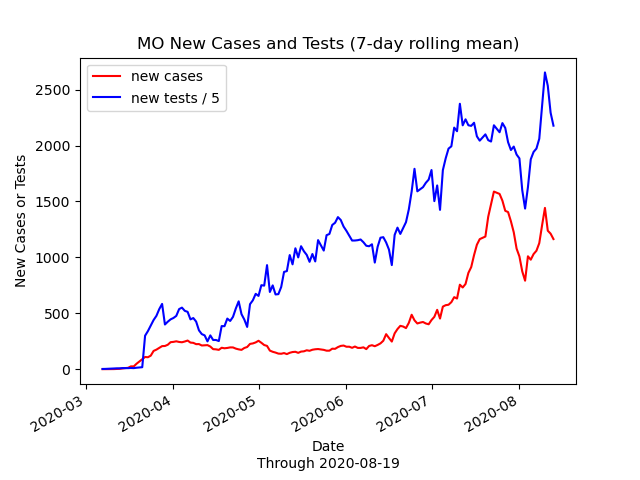 MO New Cases and Tests (7-day rolling mean)
new cases
new tests / 5
New Cases or Tests
2500
2000
1500
1000
500
0
2020-03
2020-04
2020-05
2020-06
2020-07
2020-08
Date
Through 2020-08-19